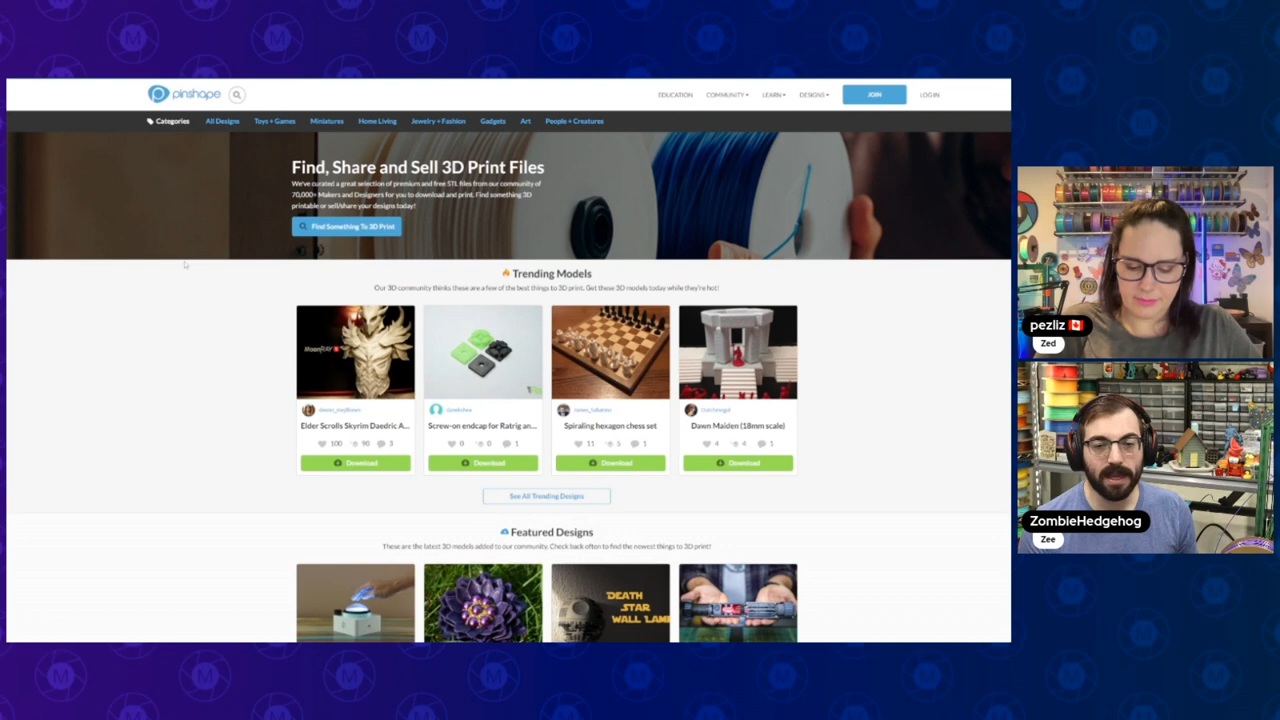 pinshape
EDUCATION COMMUNITY LEARN DESIGNS JOIN LOGIN
Categories All Designs Toys + Games Miniatures Home Living Jewelry + Fashion Gadgets Art People + Creatures
Find, Share and Sell 3D Print Files
We've curated a great selection of premium and free STL files from our community of
70,000+ Makers and Designers for you to download and print. Find something 3D
printable or sell/share your designs today!
Find Something To 3D Print
Trending Models
Our 3D community thinks these are a few of the best things to 3D print. Get these 3D models today while they're hot!
Elder Scrolls Skyrim Daedric A...
100 90 3
Download
Screw-on endcap for Ratrig an...
0 0 1
Download
Spiraling hexagon chess set
11 5 1
Download
Dawn Maiden (18mm scale)
4 4 1
Download
See All Trending Designs
Featured Designs
These are the latest 3D models added to our community. Check back often to find the newest things to 3D print!
DEATH
STAR
WALL LAM
pezliz
Zed
ZombieHedgehog
Zee